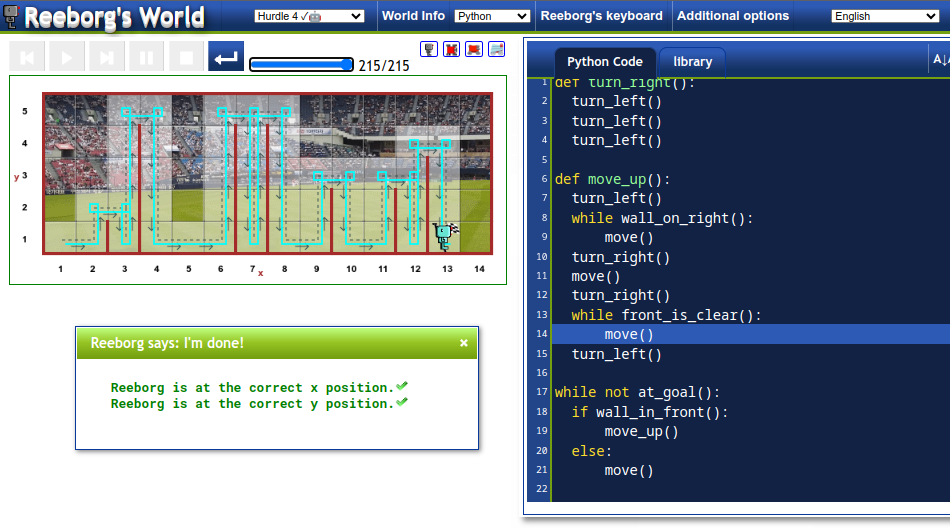 Reeborg's World
Hurdle 4 ✓🤖
World Info
Python
Reeborg's keyboard
Additional options
English
215/215
Python Code
library
A↓
5
4
y 3
2
1
1 2 3 4 5 6 7 x 8 9 10 11 12 13 14
Reeborg says: I'm done! ×
Reeborg is at the correct x position.✔
Reeborg is at the correct y position.✔
1 def turn_right():
2   turn_left()
3   turn_left()
4   turn_left()
5
6 def move_up():
7   turn_left()
8   while wall_on_right():
9       move()
10   turn_right()
11   move()
12   turn_right()
13   while front_is_clear():
14       move()
15   turn_left()
16
17 while not at_goal():
18   if wall_in_front():
19       move_up()
20   else:
21       move()
22